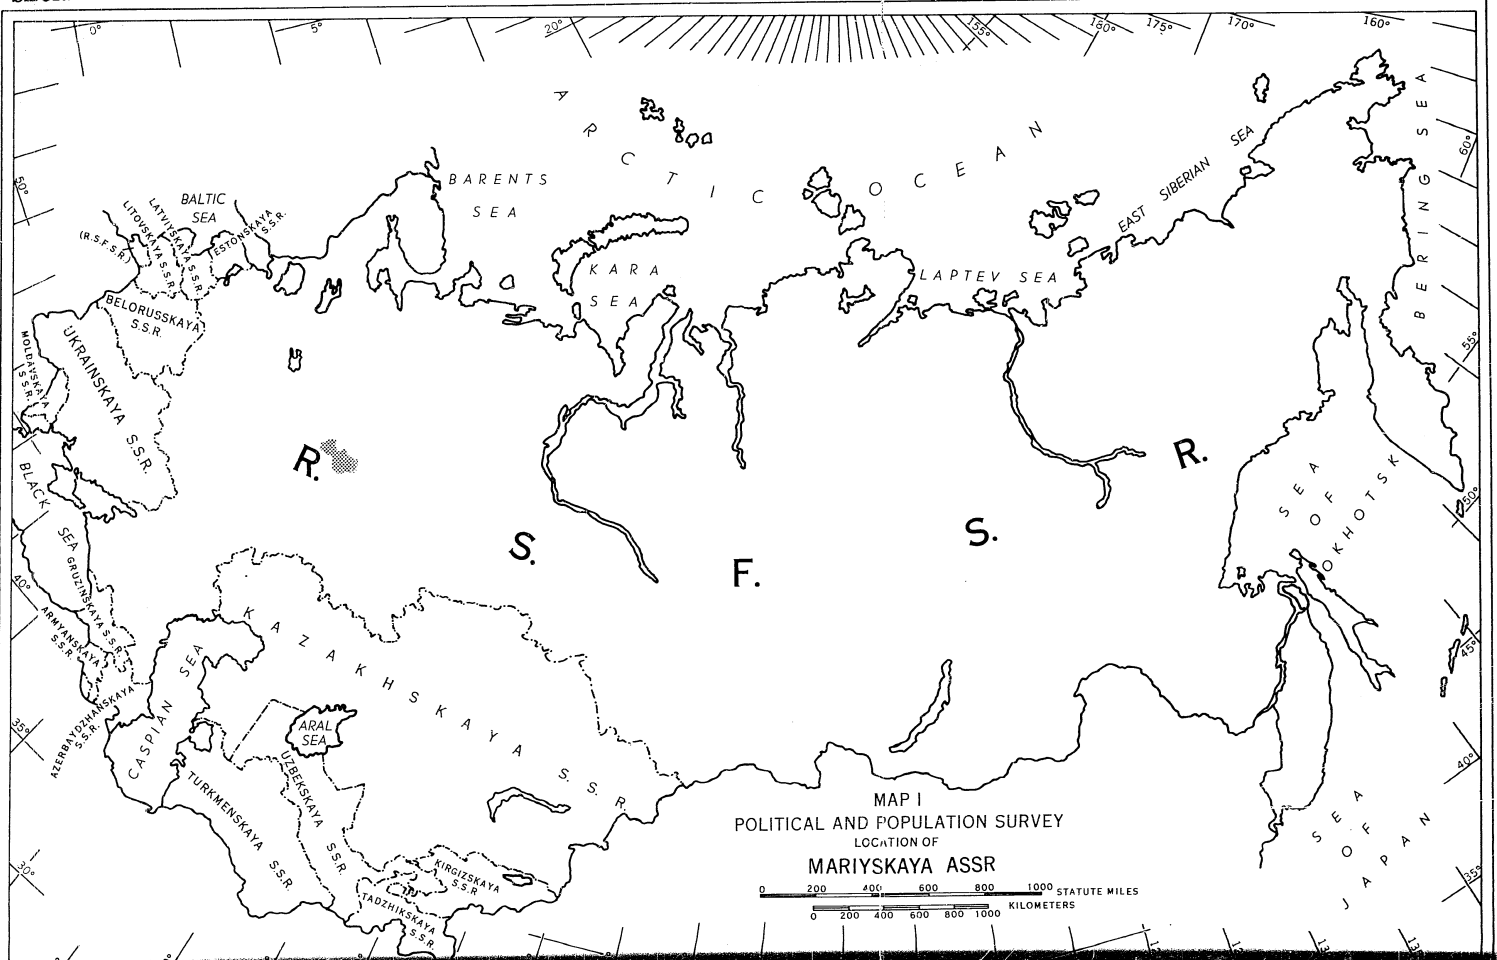 0°
5°
20°
155°
180°
175°
170°
160°
ARCTIC OCEAN
BARENTS
SEA
KARA
SEA
LAPTEV SEA
EAST SIBERIAN SEA
BERING SEA
60°
55°
50°
45°
40°
35°
50°
40°
35°
30°
BALTIC
SEA
(R.S.F.S.R.)
LITOVSKAYA S.S.R.
LATVIYSKAYA S.S.R.
ESTONSKAYA
S.S.R.
BELORUSSKAYA
S.S.R.
UKRAINSKAYA S.S.R.
MOLDAVSKAYA
S.S.R.
BLACK
SEA
GRUZINSKAYA S.S.R.
ARMYANSKAYA
S.S.R.
AZERBAYDZHANSKAYA
S.S.R.
CASPIAN SEA
R. S. F. S. R.
KAZAKHSKAYA S.S.R.
ARAL
SEA
UZBEKSKAYA S.S.R.
TURKMENSKAYA S.S.R.
KIRGIZSKAYA
S.S.R
TADZHIKSKAYA
S.S.R.
SEA
OF
OKHOTSK
SEA
OF
JAPAN
MAP I
POLITICAL AND POPULATION SURVEY
LOCATION OF
MARIYSKAYA ASSR
0 200 400 600 800 1000 STATUTE MILES
0 200 400 600 800 1000 KILOMETERS